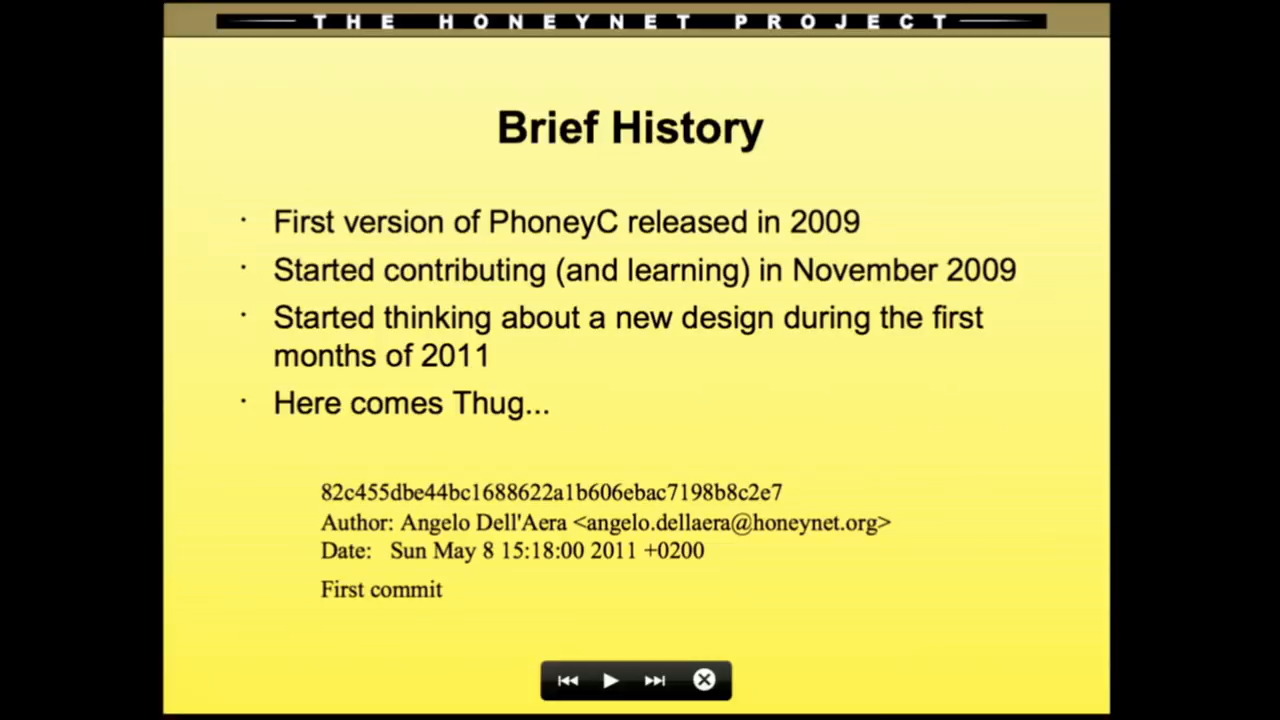 THE HONEYNET PROJECT
Brief History
· First version of PhoneyC released in 2009
· Started contributing (and learning) in November 2009
· Started thinking about a new design during the first
months of 2011
· Here comes Thug...
82c455dbe44bc1688622a1b606ebac7198b8c2e7
Author: Angelo Dell'Aera <angelo.dellaera@honeynet.org>
Date: Sun May 8 15:18:00 2011 +0200
First commit